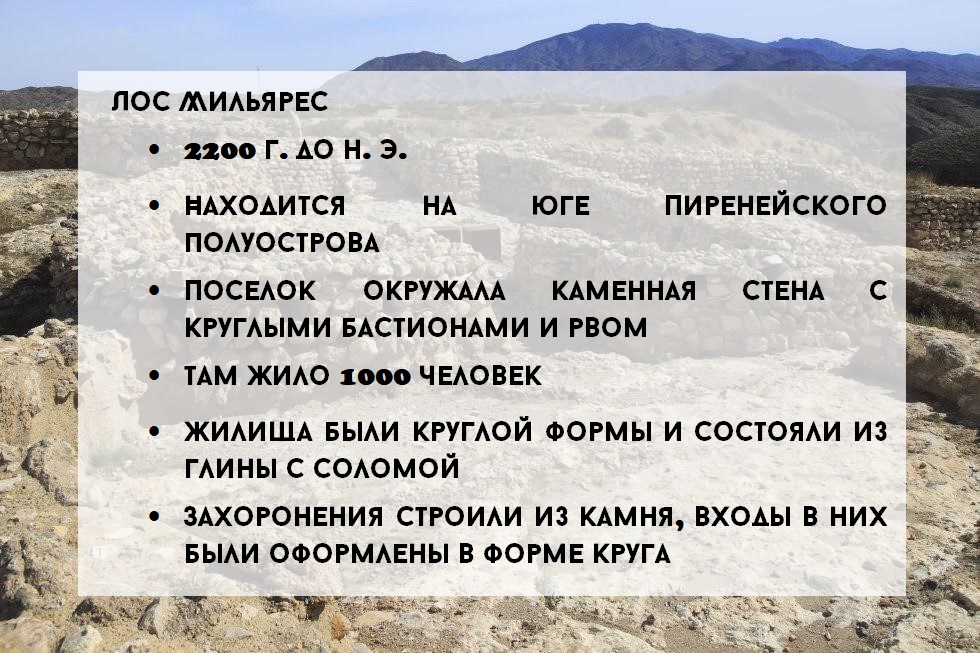 ЛОС МИЛЬЯРЕС
• 2200 Г. ДО Н. Э.
• НАХОДИТСЯ НА ЮГЕ ПИРЕНЕЙСКОГО
ПОЛУОСТРОВА
• ПОСЕЛОК ОКРУЖАЛА КАМЕННАЯ СТЕНА С
КРУГЛЫМИ БАСТИОНАМИ И РВОМ
• ТАМ ЖИЛО 1000 ЧЕЛОВЕК
• ЖИЛИЩА БЫЛИ КРУГЛОЙ ФОРМЫ И СОСТОЯЛИ ИЗ
ГЛИНЫ С СОЛОМОЙ
• ЗАХОРОНЕНИЯ СТРОИЛИ ИЗ КАМНЯ, ВХОДЫ В НИХ
БЫЛИ ОФОРМЛЕНЫ В ФОРМЕ КРУГА